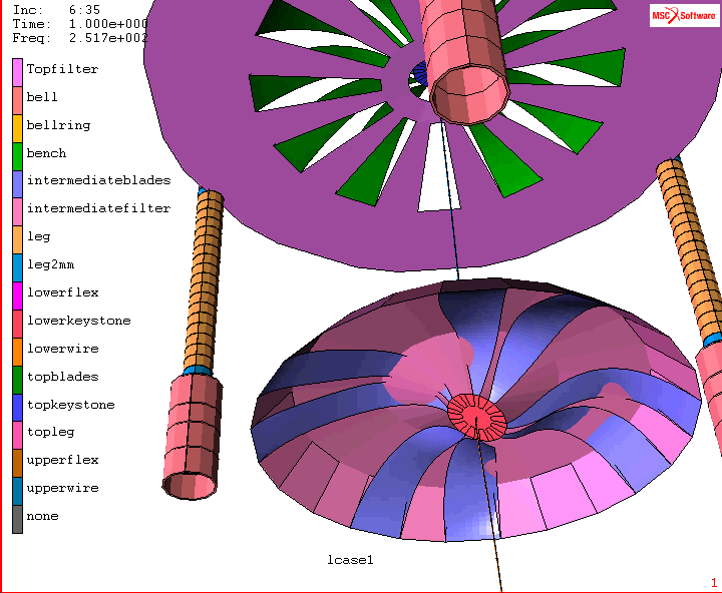 Inc: 6:35
Time: 1.000e+000
Freq: 2.517e+002
MSC Software
Topfilter
bell
bellring
bench
intermediateblades
intermediatefilter
leg
leg2mm
lowerflex
lowerkeystone
lowerwire
topblades
topkeystone
topleg
upperflex
upperwire
none
lcase1
1